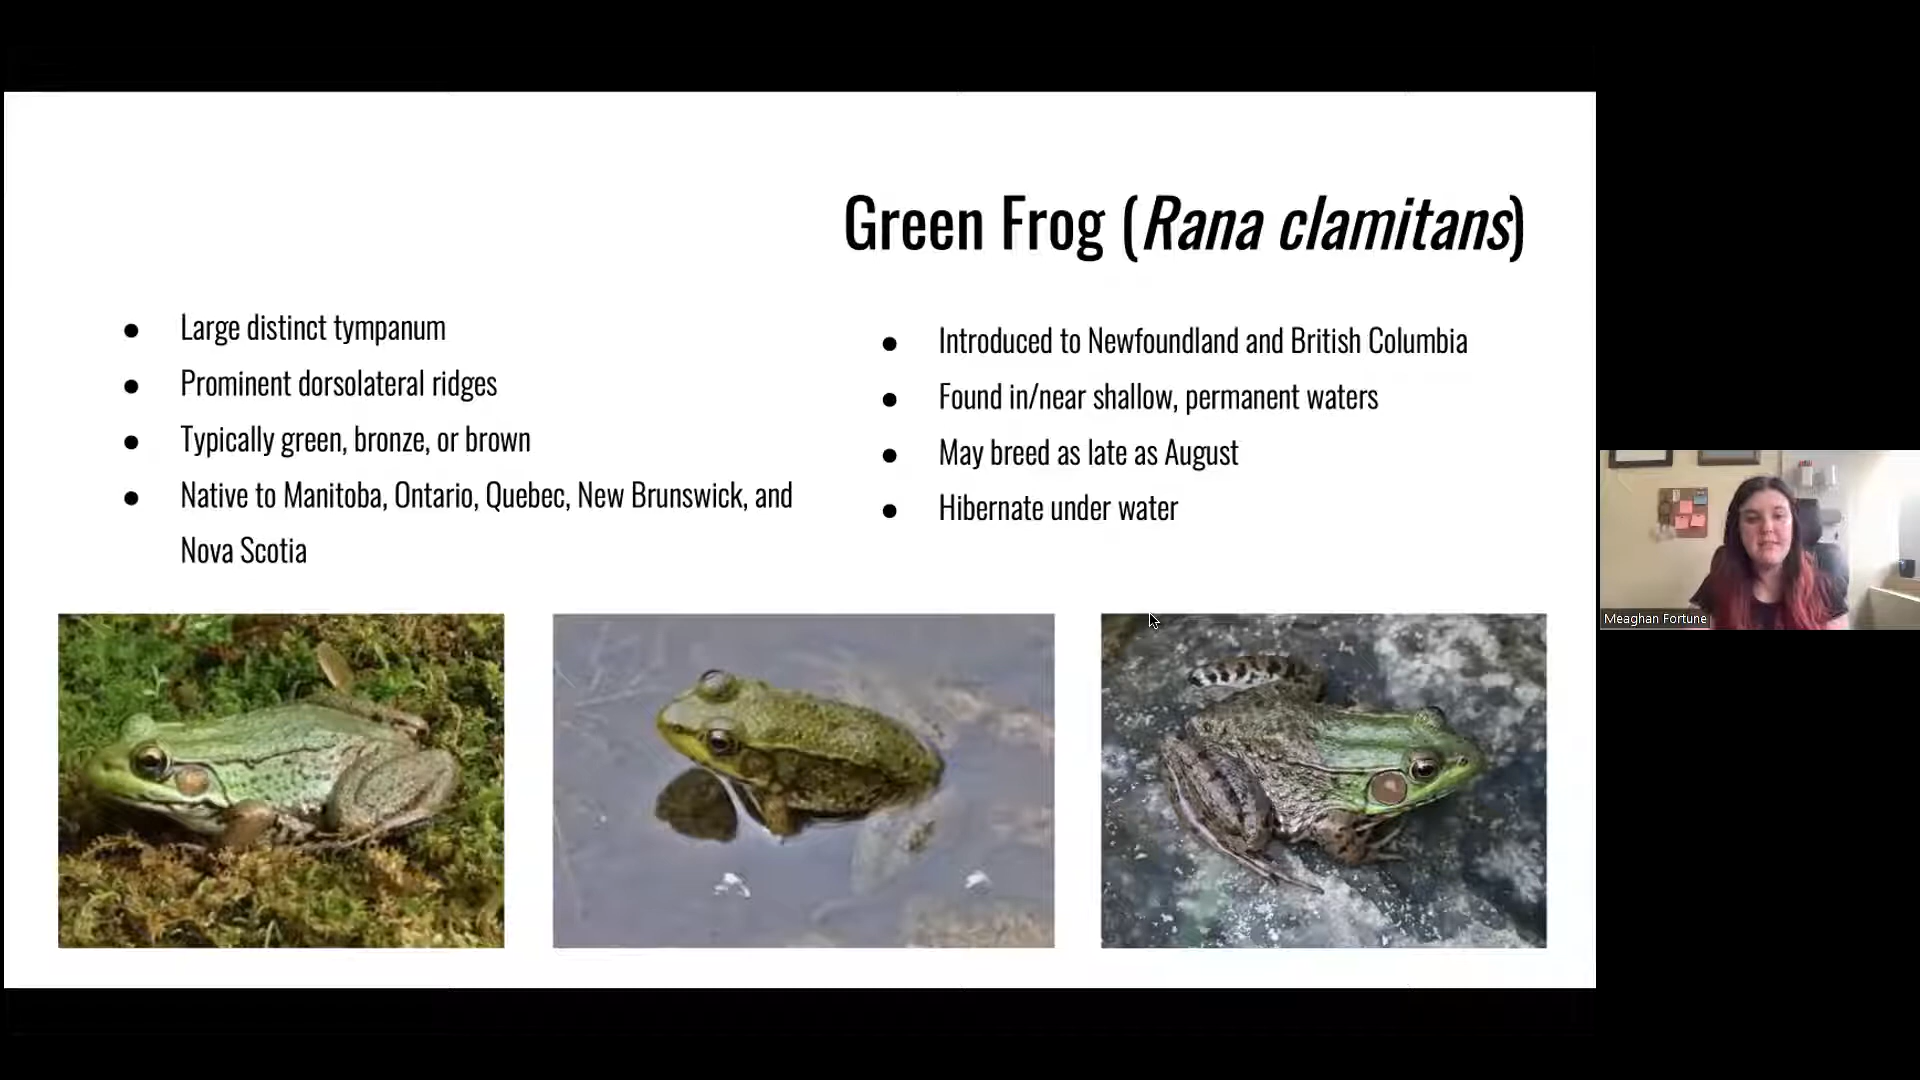 Green Frog (Rana clamitans)
● Large distinct tympanum
● Prominent dorsolateral ridges
● Typically green, bronze, or brown
● Native to Manitoba, Ontario, Quebec, New Brunswick, and
Nova Scotia
● Introduced to Newfoundland and British Columbia
● Found in/near shallow, permanent waters
● May breed as late as August
● Hibernate under water
Meaghan Fortune